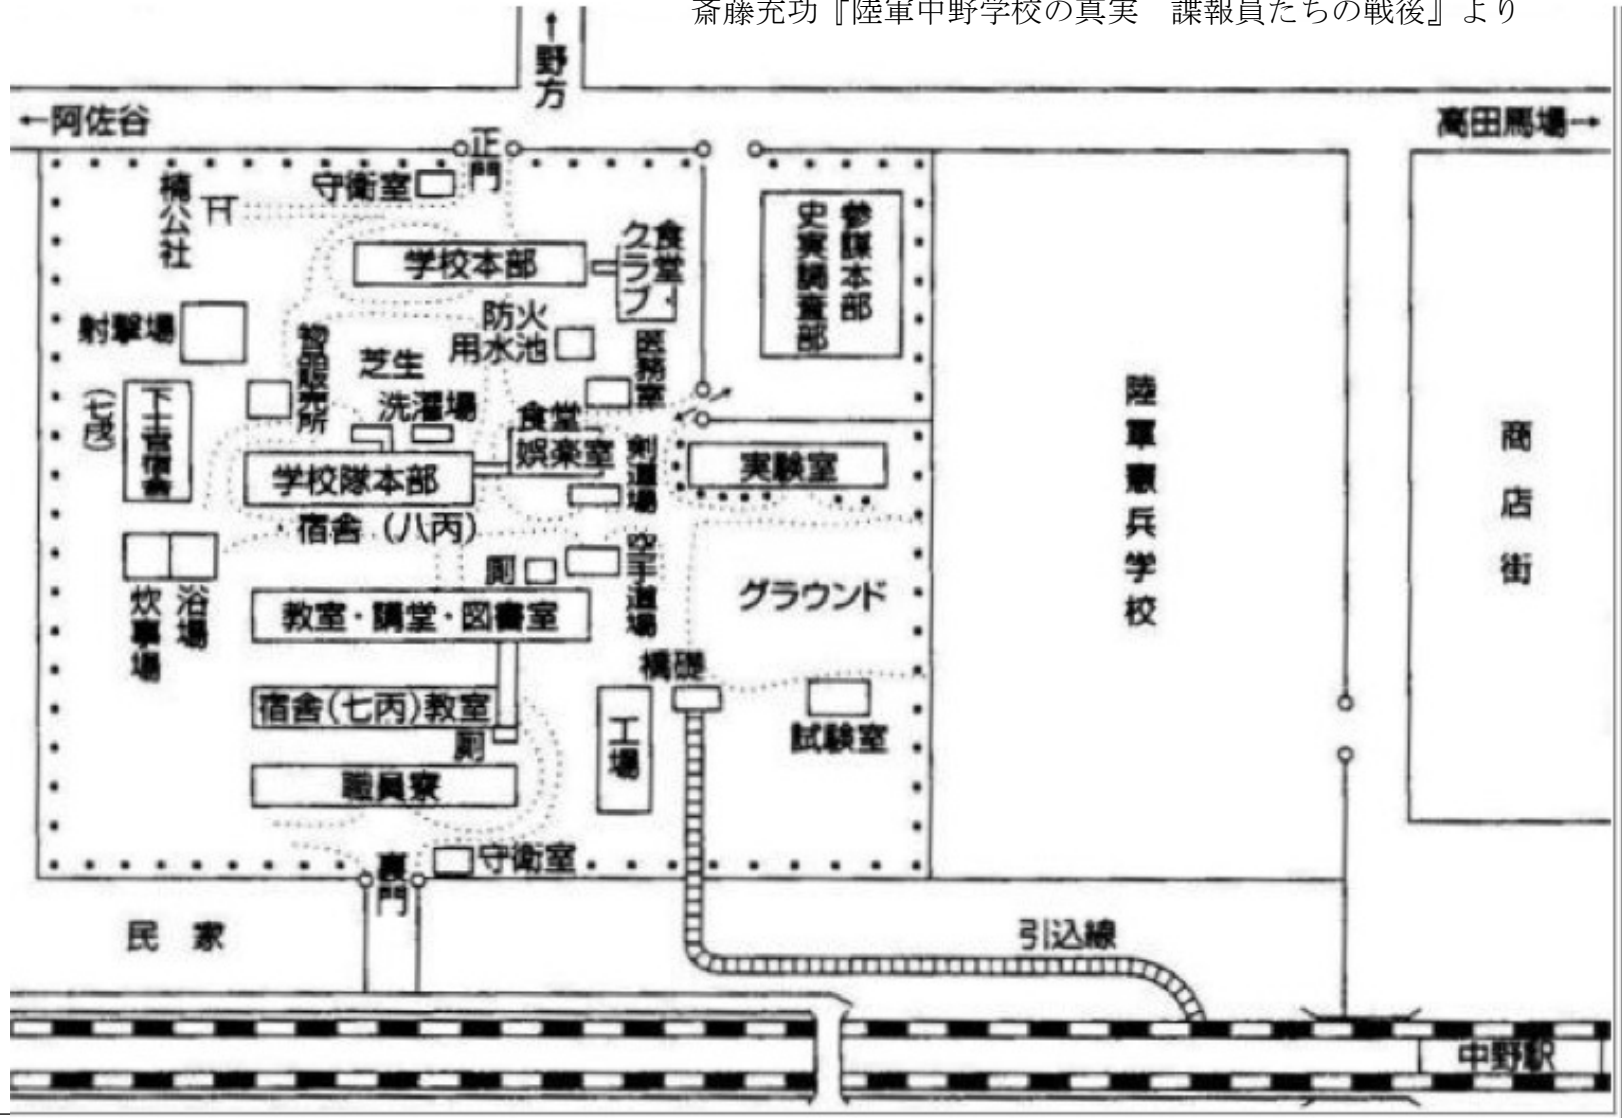 斎藤充功『陸軍中野学校の真実　諜報員たちの戦後』より
↑野方
←阿佐谷
高田馬場→
正門
守衛室
楠公社
学校本部
食堂
クラブ
参謀本部
史実調査部
射撃場
物品販売所
防火
用水池
芝生
医務室
洗濯場
下士官宿舎
(七戌)
食堂
娯楽室
剣道場
実験室
学校隊本部
宿舎(八丙)
陸軍憲兵学校
商店街
炊事場
浴場
厠
空手道場
グラウンド
教室・講堂・図書室
橋礎
宿舎(七丙)教室
厠
工場
試験室
職員寮
裏門
守衛室
民家
引込線
中野駅